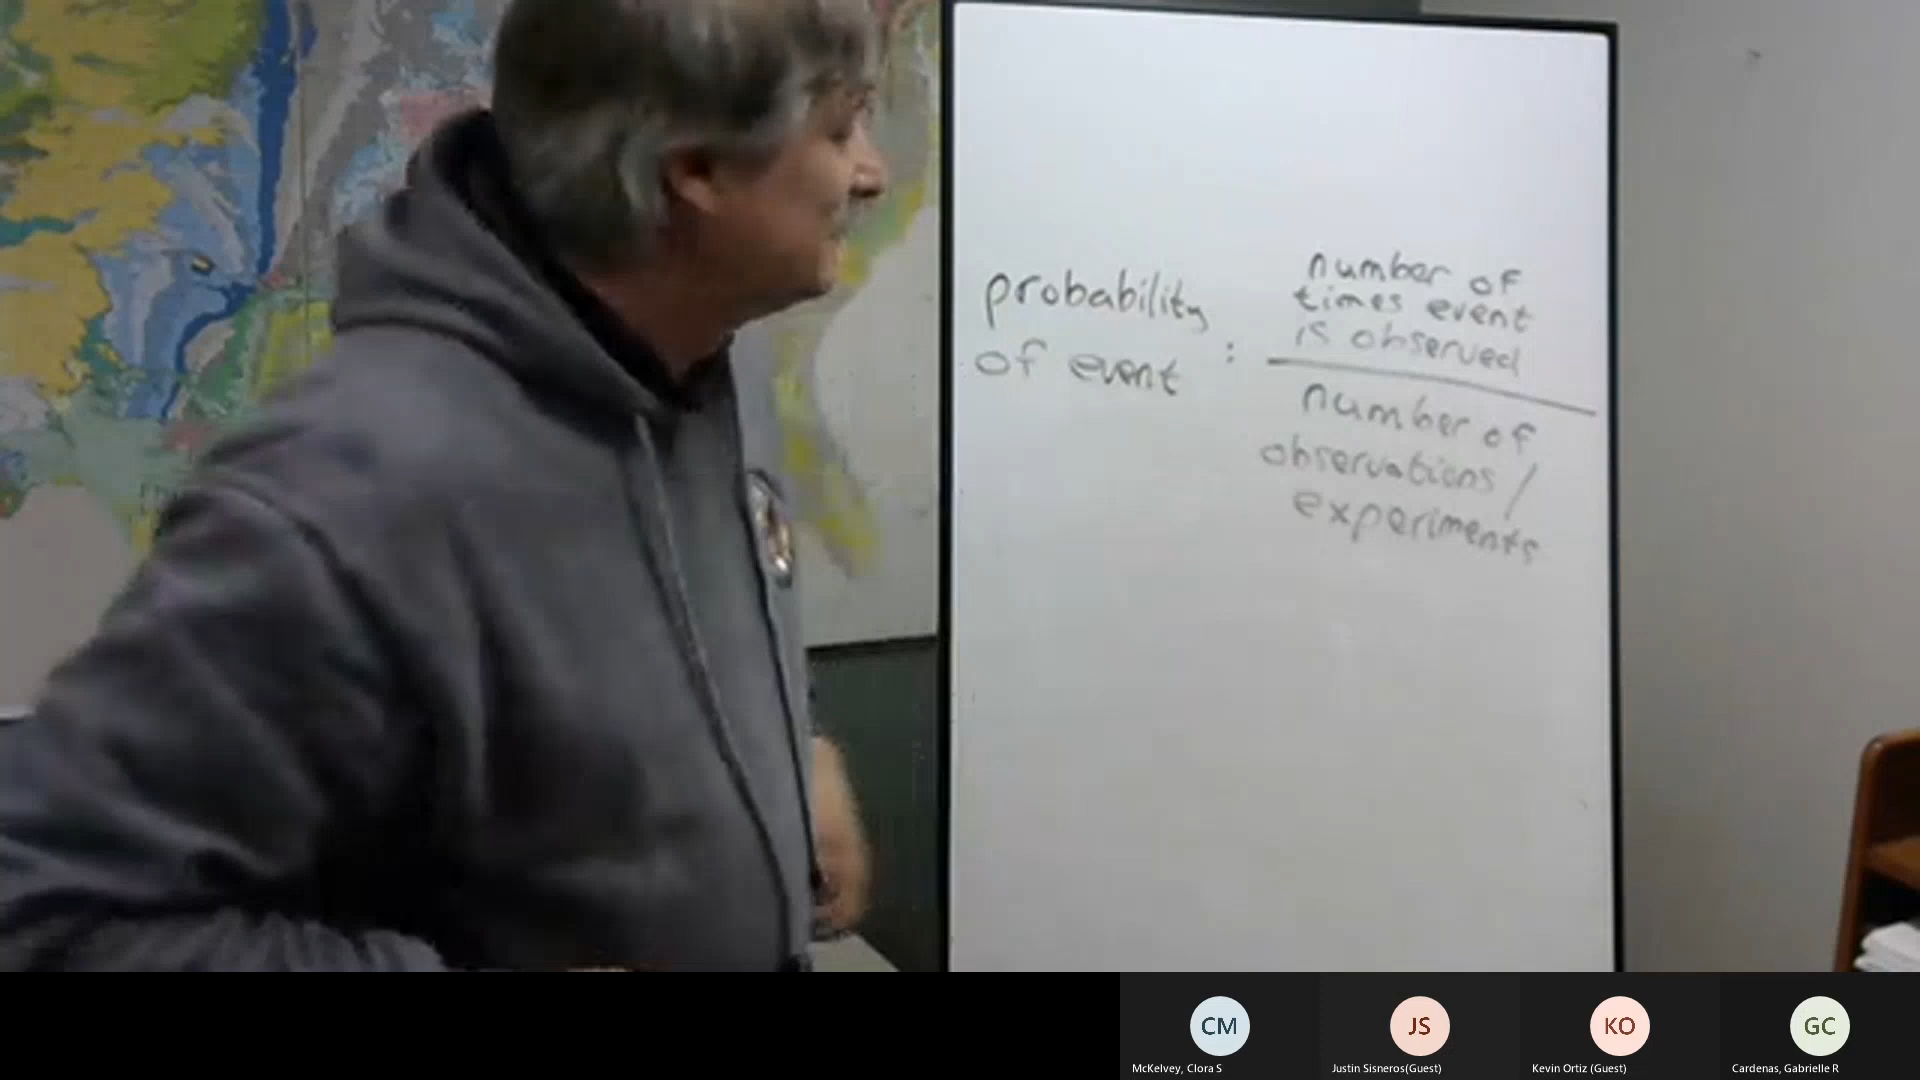 probability
of event :
number of
times event
is observed
number of
observations /
experiments
CM
JS
KO
GC
McKelvey, Clora S
Justin Sisneros(Guest)
Kevin Ortiz (Guest)
Cardenas, Gabrielle R